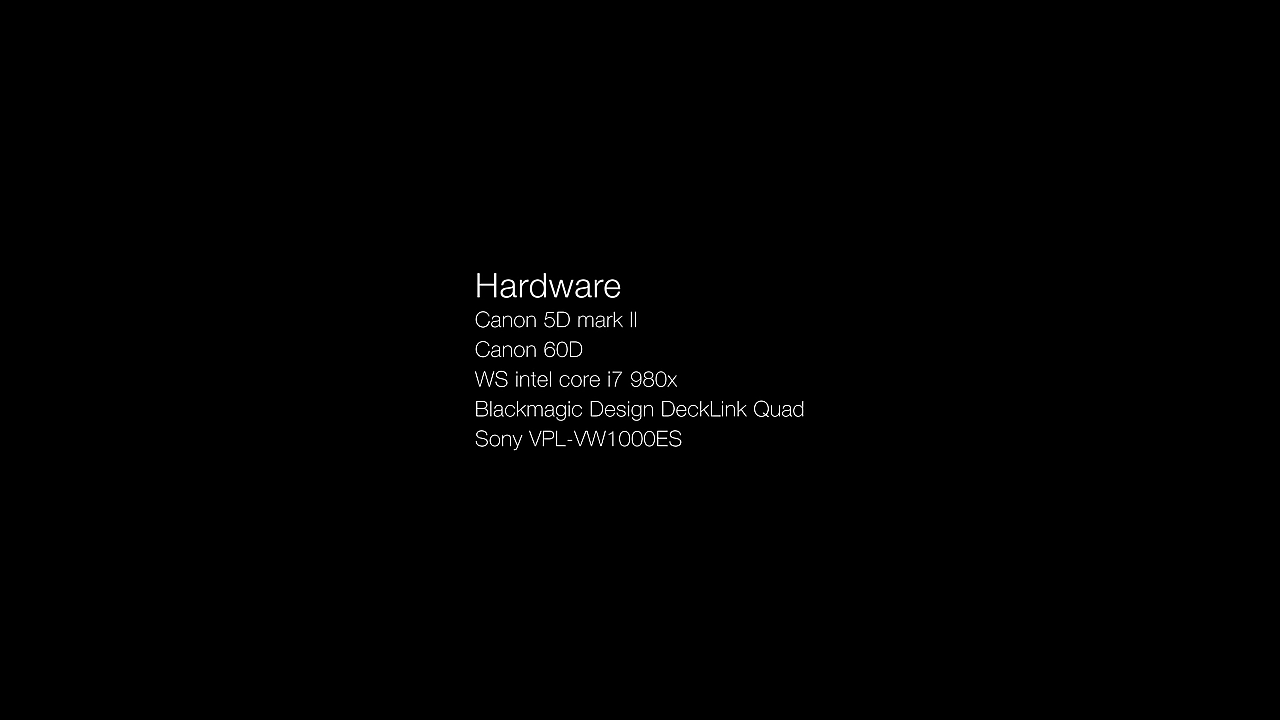 Hardware
Canon 5D mark II
Canon 60D
WS intel core i7 980x
Blackmagic Design DeckLink Quad
Sony VPL-VW1000ES